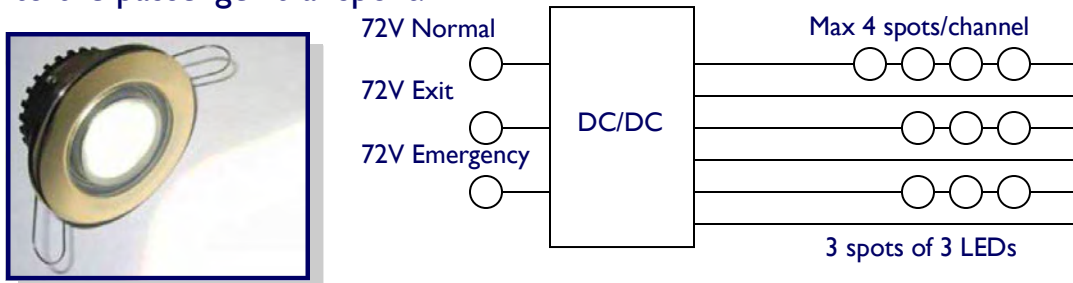 72V Normal
Max 4 spots/channel
72V Exit
DC/DC
72V Emergency
3 spots of 3 LEDs